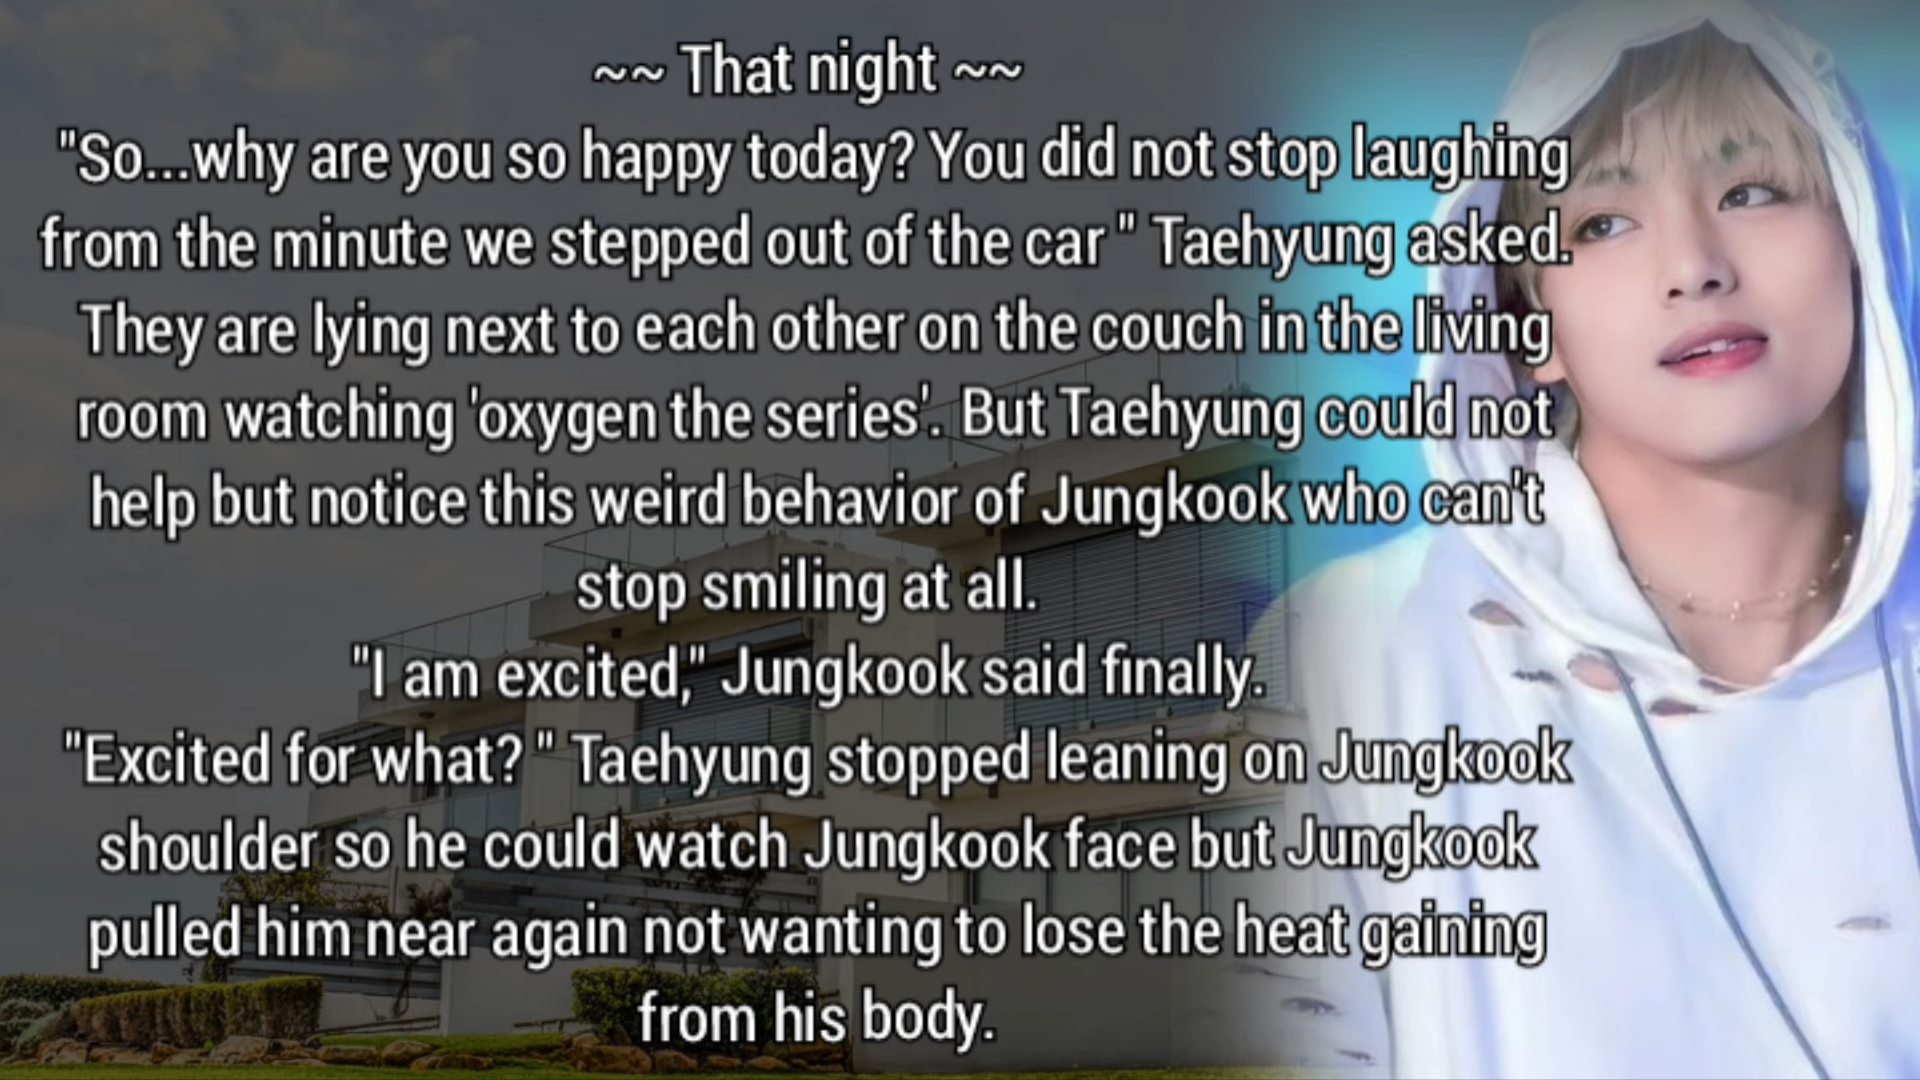 ~~ That night ~~
"So...why are you so happy today? You did not stop laughing
from the minute we stepped out of the car " Taehyung asked.
They are lying next to each other on the couch in the living
room watching 'oxygen the series'. But Taehyung could not
help but notice this weird behavior of Jungkook who can't
stop smiling at all.
"I am excited," Jungkook said finally.
"Excited for what? " Taehyung stopped leaning on Jungkook
shoulder so he could watch Jungkook face but Jungkook
pulled him near again not wanting to lose the heat gaining
from his body.